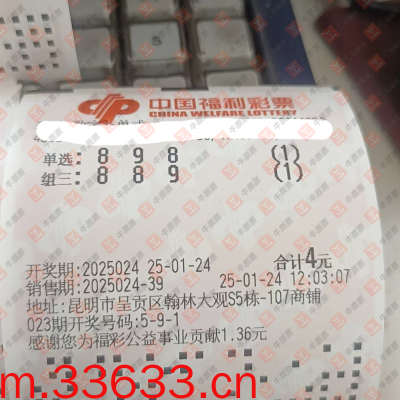 中国福利彩票
CHINA WELFARE LOTTERY
单选: 8 9 8 (1)
组三: 8 8 9 (1)
合计4元
开奖期:2025024 25-01-24
销售期:2025024-39 25-01-24 12:03:07
地址:昆明市呈贡区翰林大观S5栋-107商铺
023期开奖号码:5-9-1
感谢您为福彩公益事业贡献1.36元
m.33633.cn